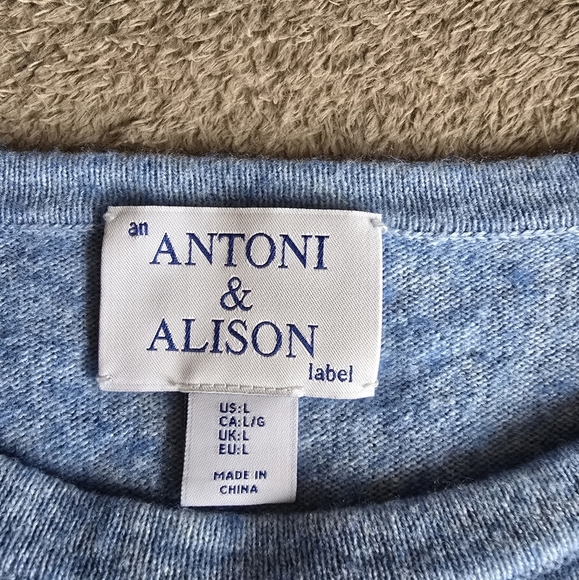 an
ANTONI
&
ALISON
label
US:L
CA:L/G
UK:L
EU:L
MADE IN
CHINA